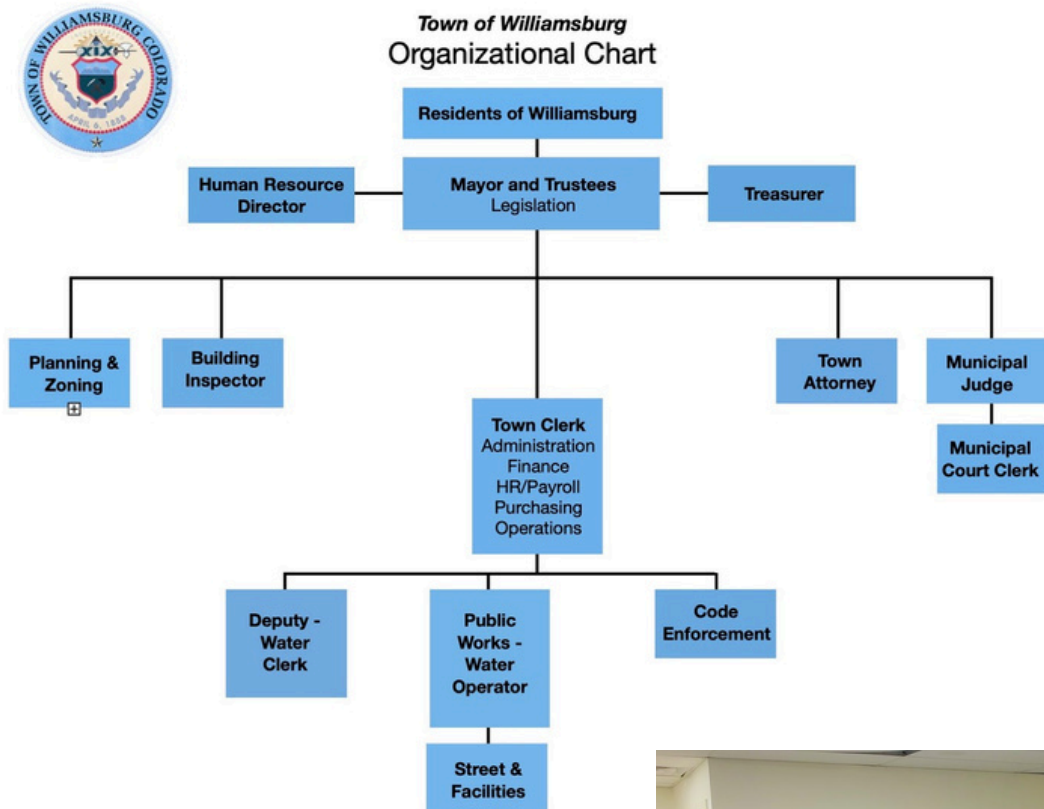 TOWN OF WILLIAMSBURG COLORADO
XIX
APRIL 6, 1888
Town of Williamsburg
Organizational Chart
Residents of Williamsburg
Human Resource
Director
Mayor and Trustees
Legislation
Treasurer
Planning &
Zoning
Building
Inspector
Town
Attorney
Municipal
Judge
Municipal
Court Clerk
Town Clerk
Administration
Finance
HR/Payroll
Purchasing
Operations
Deputy -
Water
Clerk
Public
Works -
Water
Operator
Code
Enforcement
Street &
Facilities